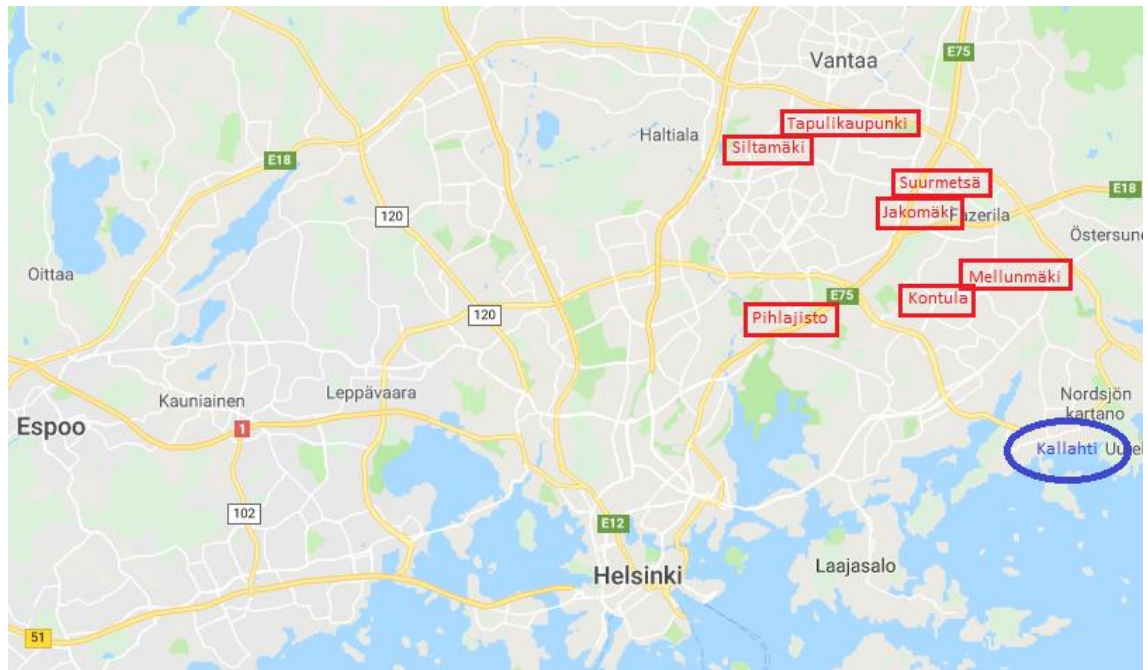 Vantaa
E75
Tapulikaupunki
Haltiala
Siltamäki
E18
Suurmetsä
E18
120
Jakomäki
Östersund
Oittaa
Mellunmäki
Kontula
E75
120
Pihlajisto
Kauniainen
Leppävaara
Nordsjön
kartano
Espoo
1
Kallahti
102
E12
Helsinki
Laajasalo
51